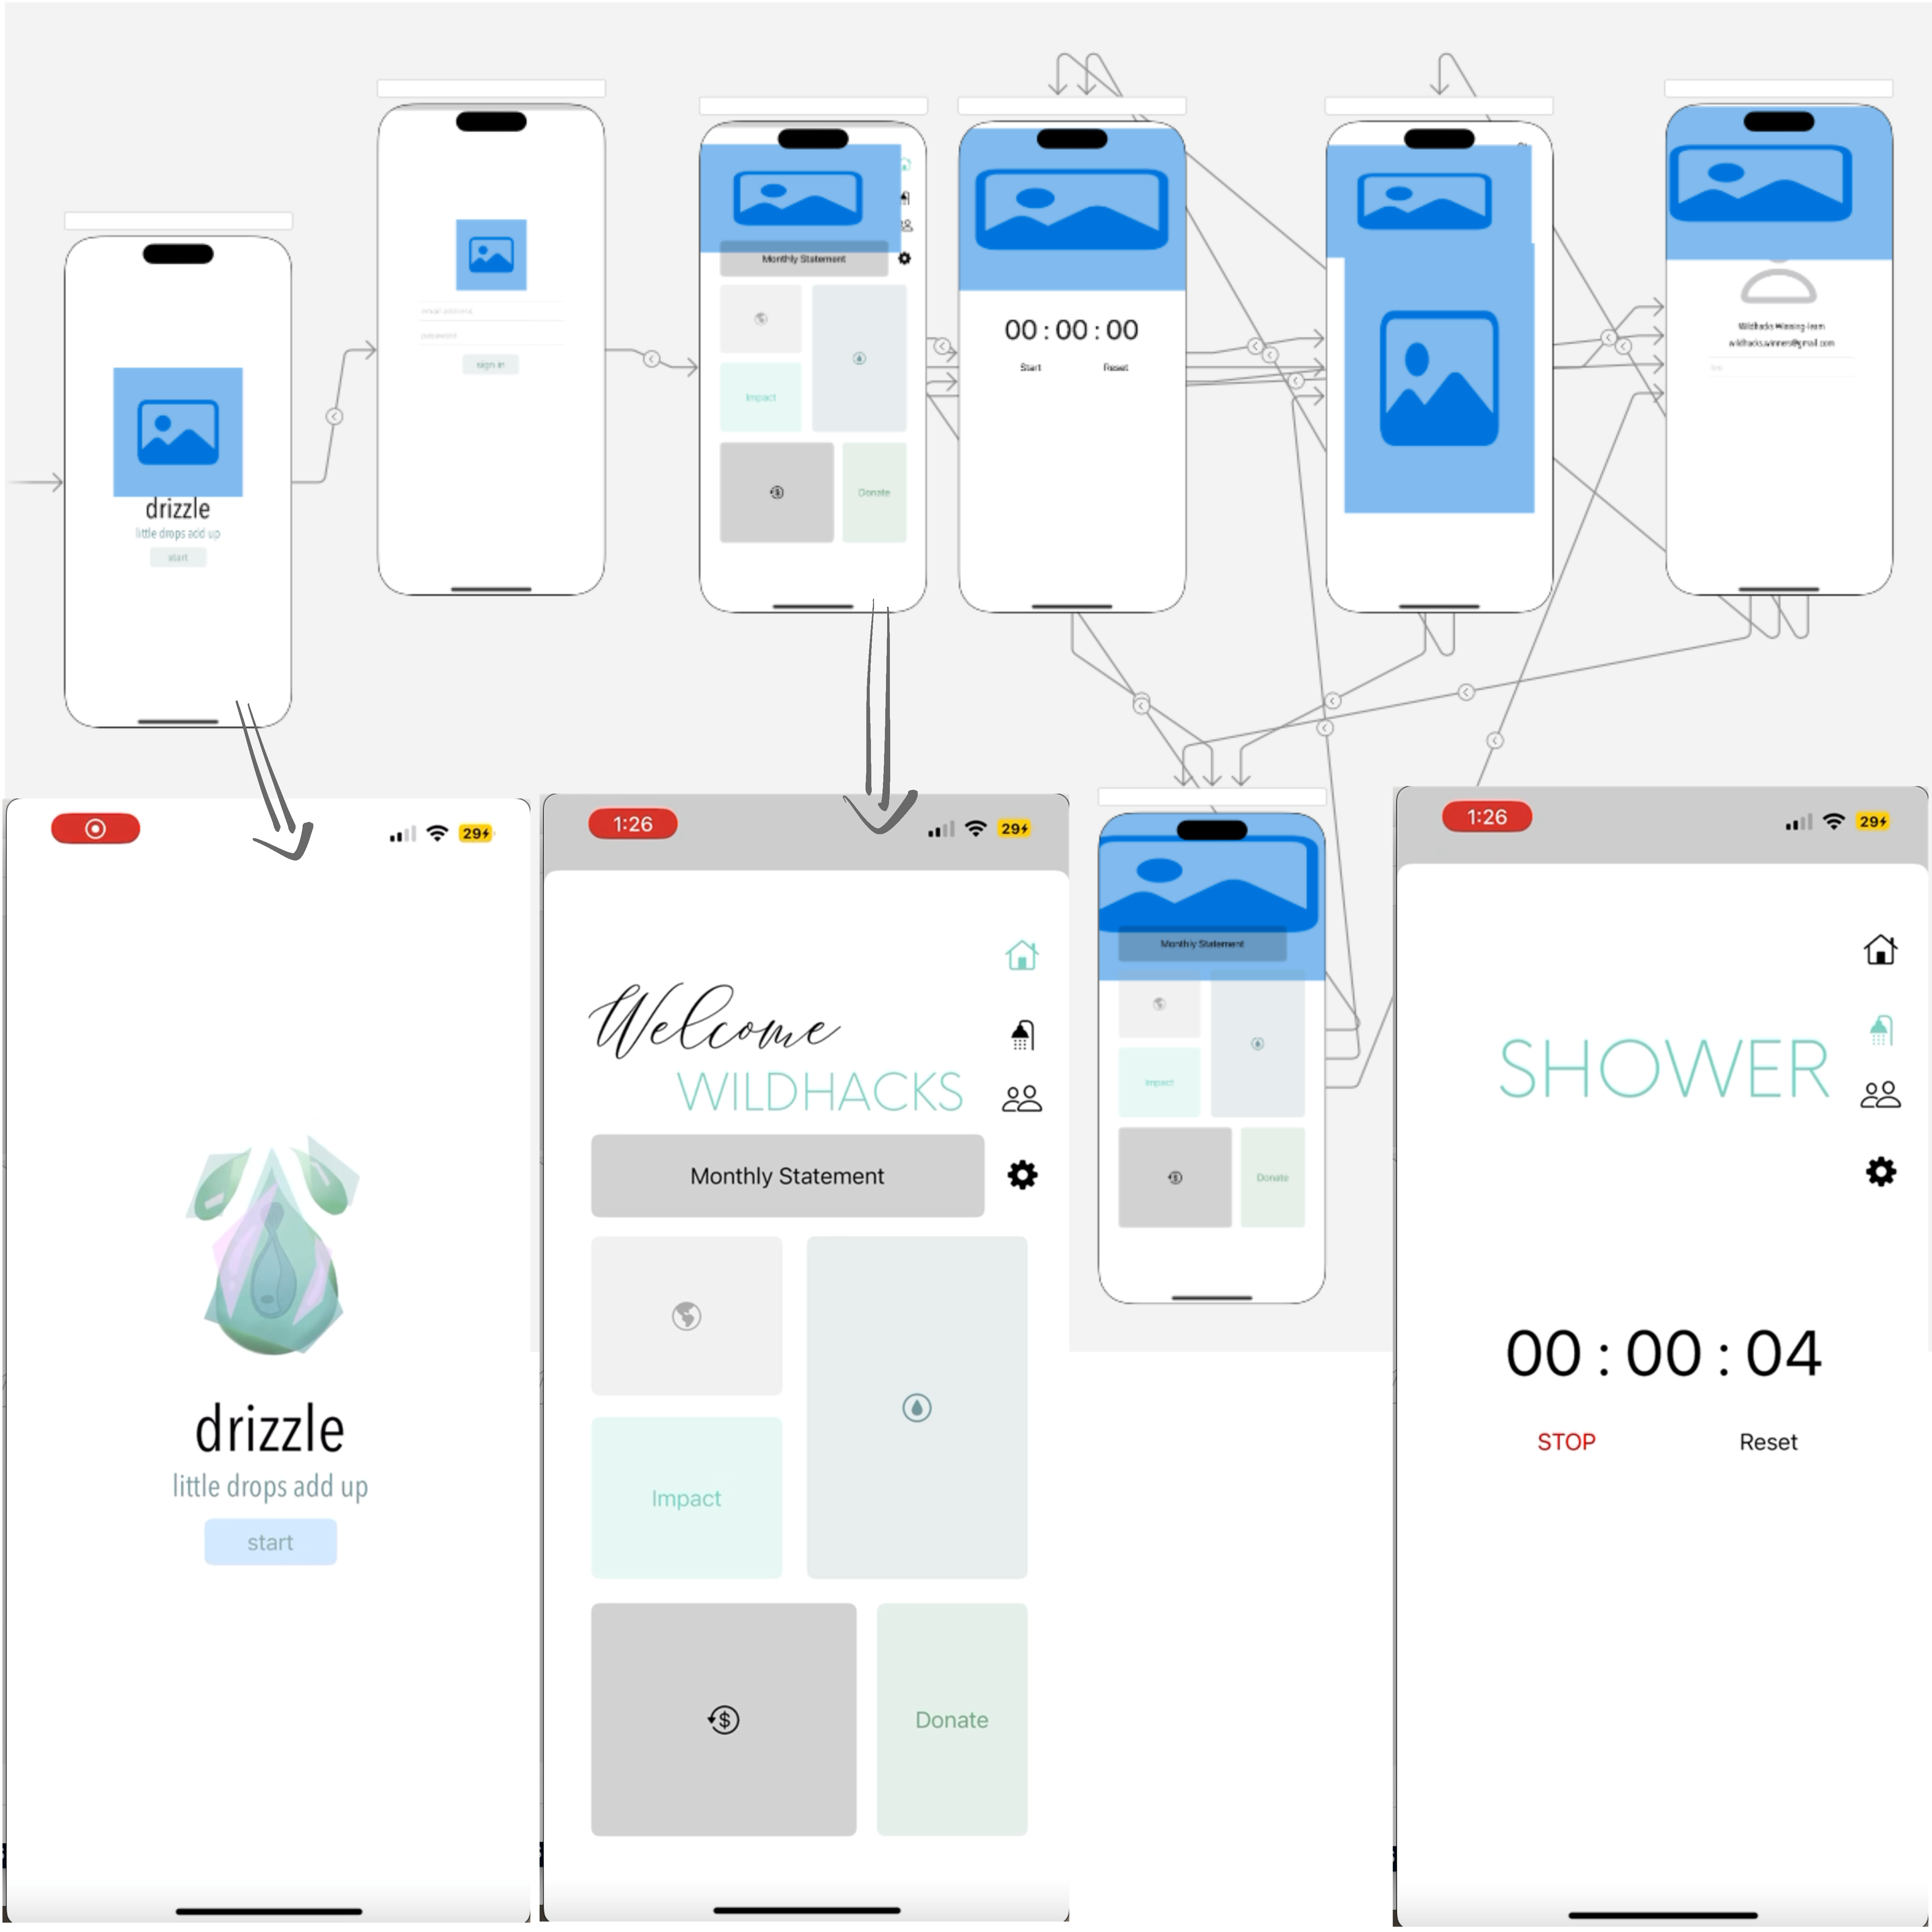 drizzle
little drops add up
start
email address
password
sign in
Monthly Statement
Impact
Donate
00 : 00 : 00
Start
Reset
Wildhacks Winning-Team
wildhacks.winners@gmail.com
Monthly Statement
Impact
Donate
29
drizzle
little drops add up
start
1:26
29
Welcome
WILDHACKS
Monthly Statement
Impact
Donate
1:26
29
SHOWER
00 : 00 : 04
STOP
Reset